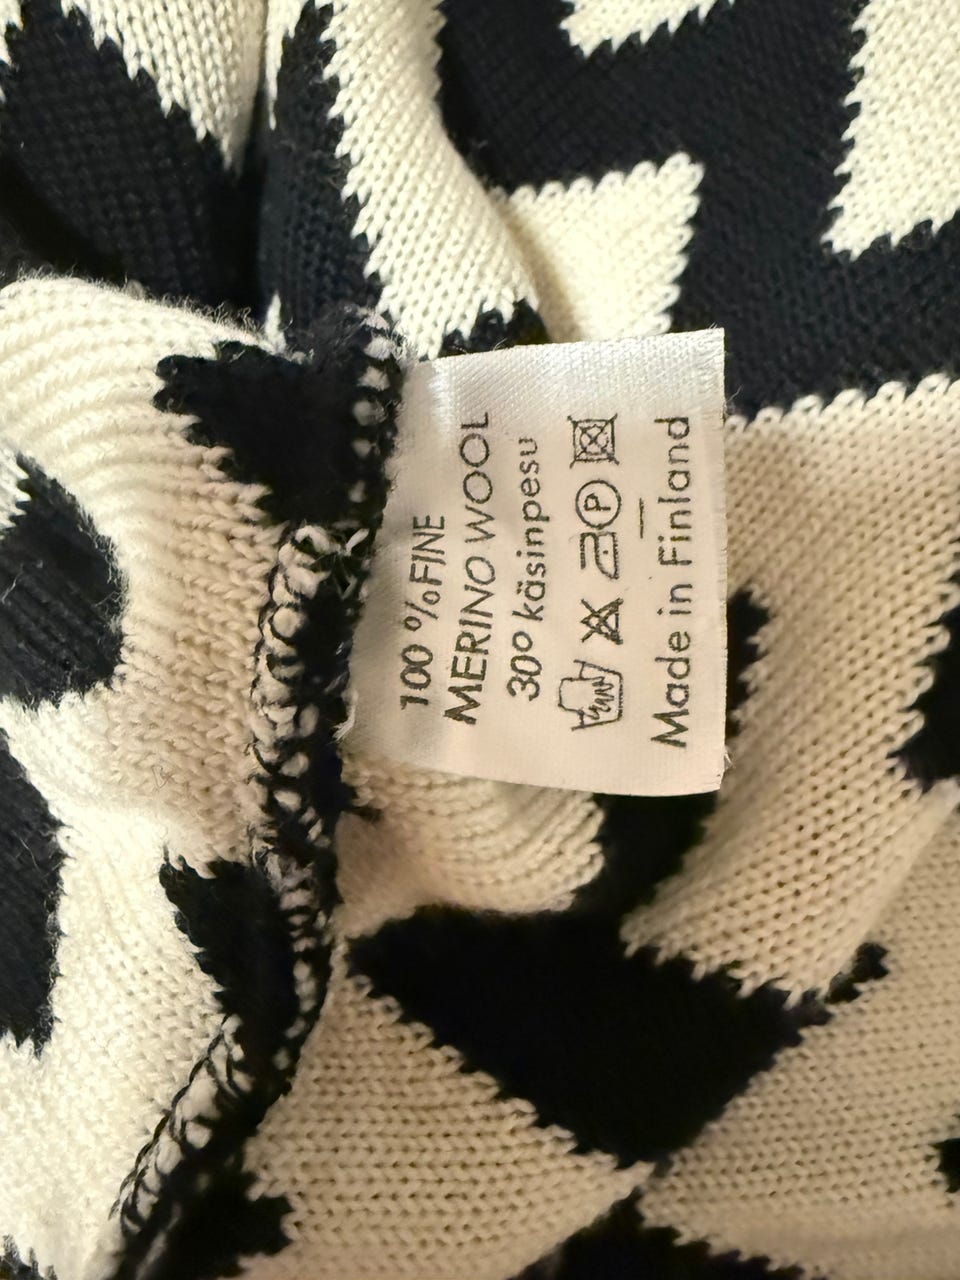 100 % FINE
MERINO WOOL
30° käsinpesu
P
Made in Finland